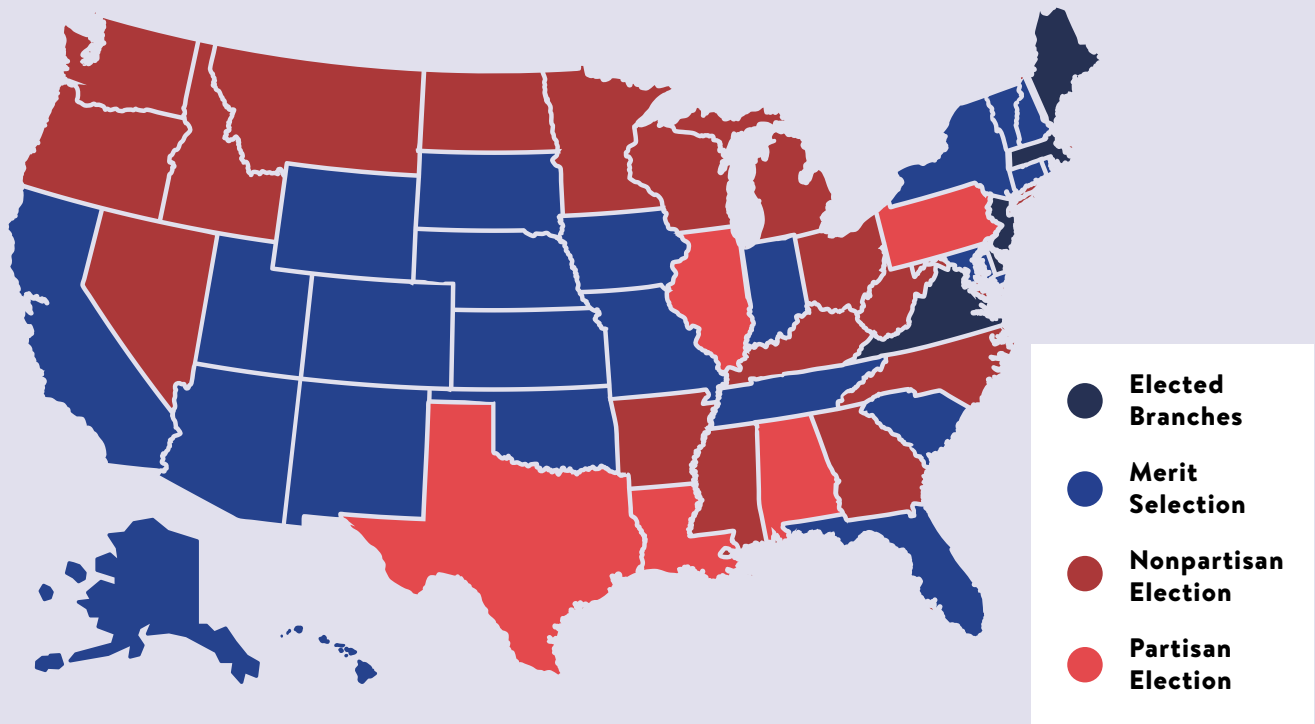 Elected
Branches
Merit
Selection
Nonpartisan
Election
Partisan
Election